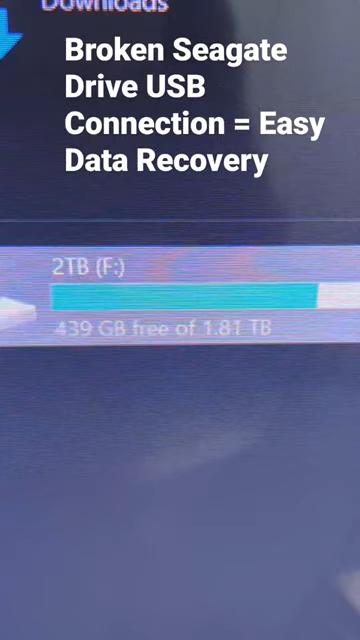 Downloads
Broken Seagate
Drive USB
Connection = Easy
Data Recovery
2TB (F:)
439 GB free of 1.81 TB